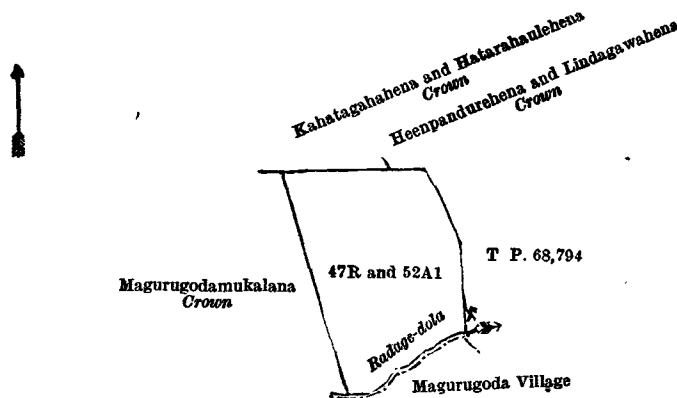 Kahatagahahena and Hatarahaulehena
Crown
Heenpandurehena and Lindagawahena
Crown
T P. 68,794
47R and 52A1
Magurugodamukalana
Crown
Radage-dola
Magurugoda Village